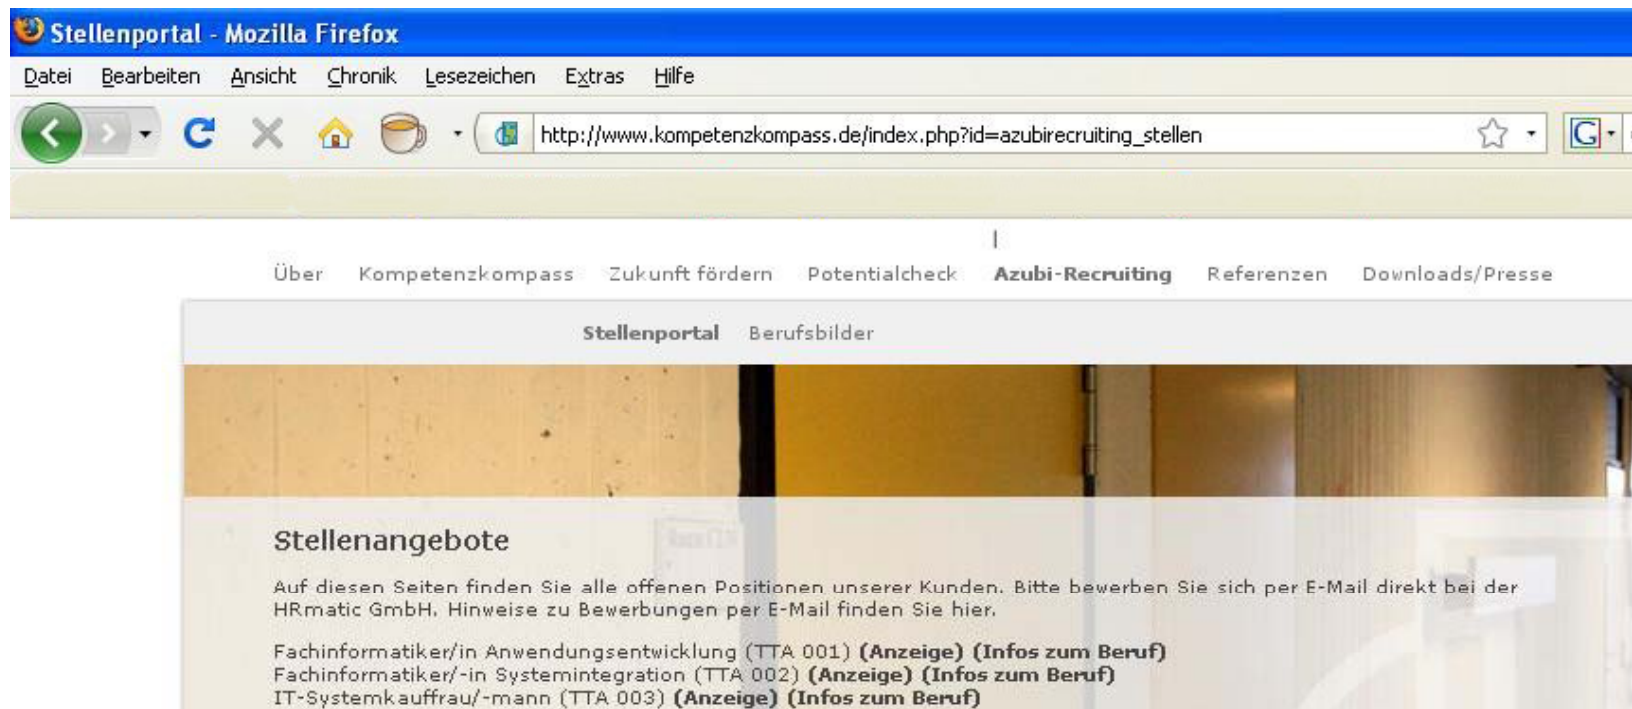 Stellenportal - Mozilla Firefox
Datei Bearbeiten Ansicht Chronik Lesezeichen Extras Hilfe
http://www.kompetenzkompass.de/index.php?id=azubirecruiting_stellen
G
Über Kompetenzkompass Zukunft fördern Potentialcheck Azubi-Recruiting Referenzen Downloads/Presse
Stellenportal Berufsbilder
Stellenangebote
Auf diesen Seiten finden Sie alle offenen Positionen unserer Kunden. Bitte bewerben Sie sich per E-Mail direkt bei der
HRmatic GmbH. Hinweise zu Bewerbungen per E-Mail finden Sie hier.
Fachinformatiker/in Anwendungsentwicklung (TTA 001) (Anzeige) (Infos zum Beruf)
Fachinformatiker/-in Systemintegration (TTA 002) (Anzeige) (Infos zum Beruf)
IT-Systemkauffrau/-mann (TTA 003) (Anzeige) (Infos zum Beruf)